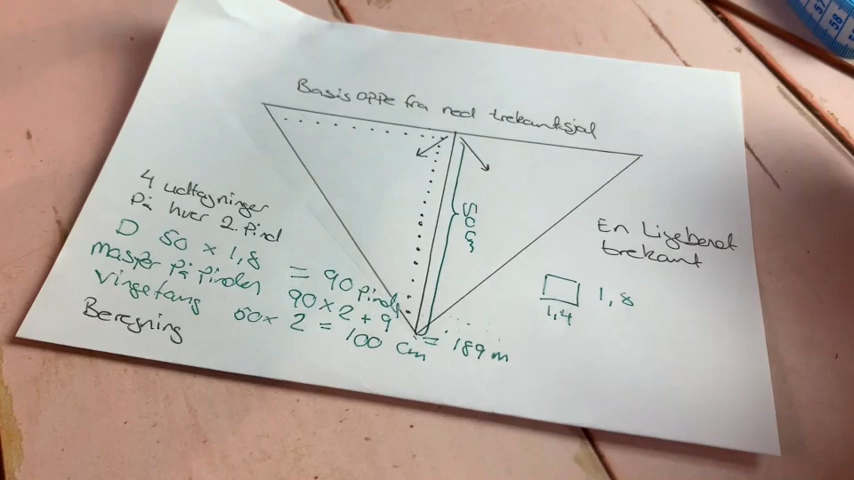 Basis oppe fra ned trekantsjal
4 udtagninger
på hver 2. Pind
D 50 x 1,8 = 90 pinde
masker på pinden 90 x 2 + 9 = 189 m
Vingefang 50 x 2 = 100 cm
Beregning
50 cm
En Ligebenet
trekant
1,8
1,4
57